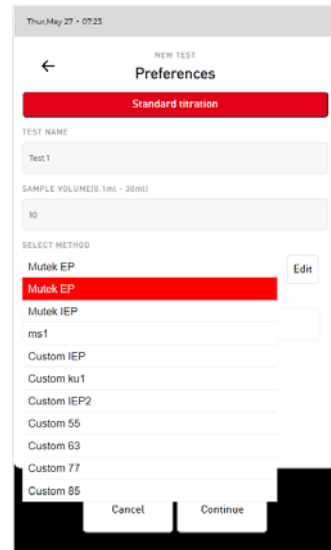 Thur,May 27 • 07:23
NEW TEST
Preferences
Standard titration
TEST NAME
Test 1
SAMPLE VOLUME(0.1ml - 20ml)
10
SELECT METHOD
Mutek EP
Edit
Mutek EP
Mutek IEP
ms1
Custom IEP
Custom ku1
Custom IEP2
Custom 55
Custom 63
Custom 77
Custom 85
Cancel
Continue